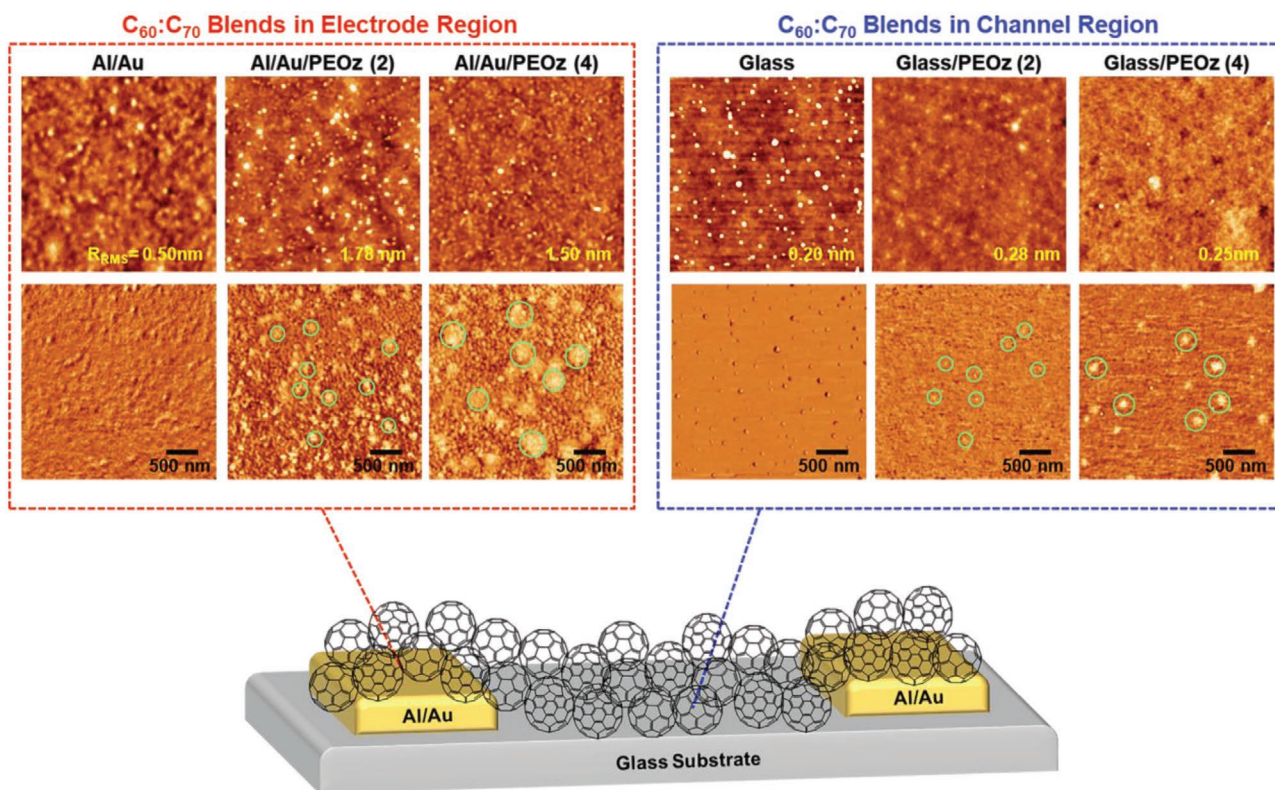 C60:C70 Blends in Electrode Region
C60:C70 Blends in Channel Region
Al/Au
Al/Au/PEOz (2)
Al/Au/PEOz (4)
Glass
Glass/PEOz (2)
Glass/PEOz (4)
RRMS= 0.50nm
1.78 nm
1.50 nm
0.20 nm
0.28 nm
0.25nm
500 nm
500 nm
500 nm
500 nm
500 nm
500 nm
Al/Au
Al/Au
Glass Substrate